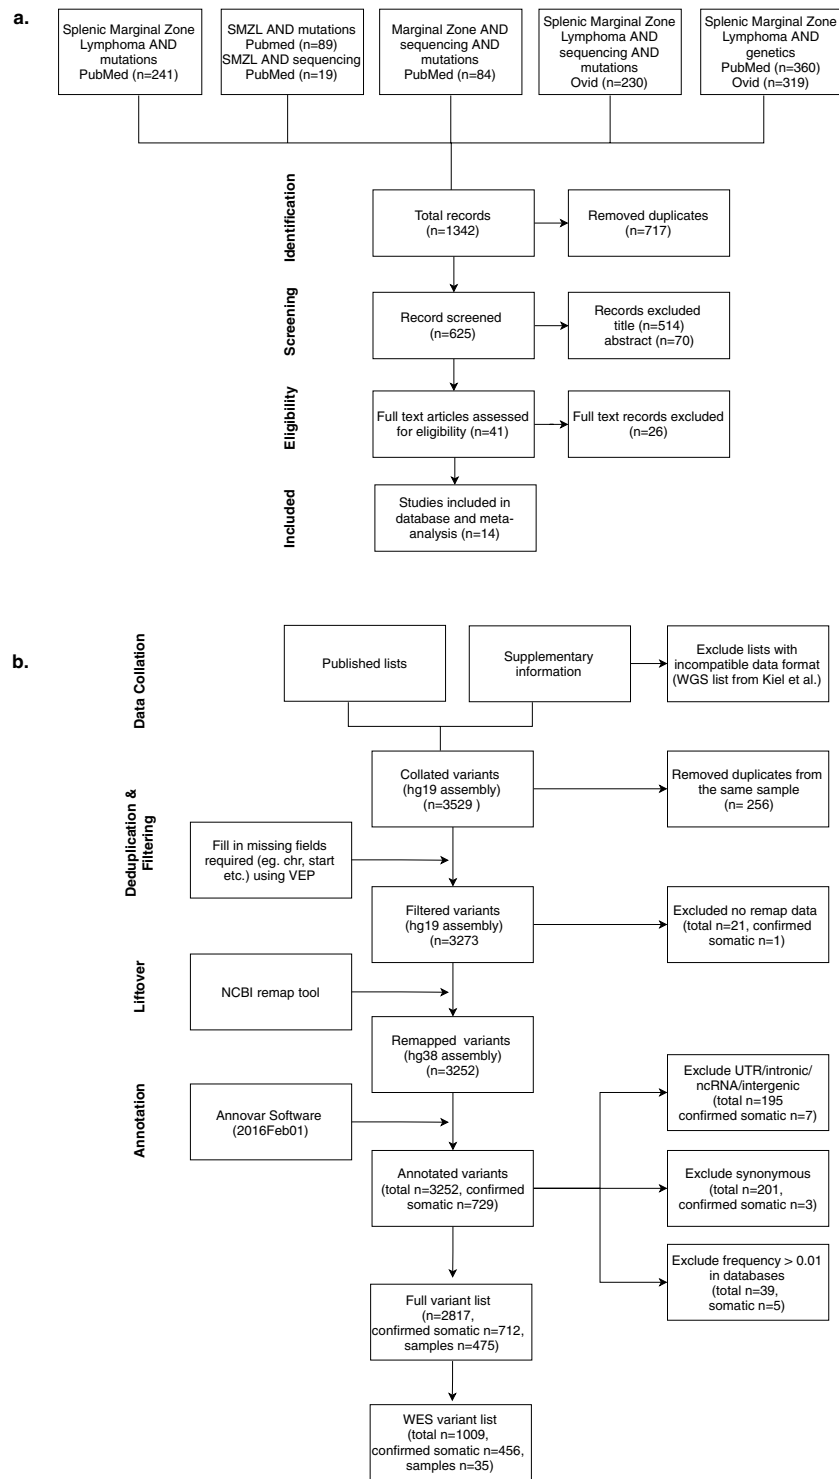 a.
Splenic Marginal Zone
Lymphoma AND
mutations
PubMed (n=241)
SMZL AND mutations
Pubmed (n=89)
SMZL AND sequencing
PubMed (n=19)
Marginal Zone AND
sequencing AND
mutations
PubMed (n=84)
Splenic Marginal Zone
Lymphoma AND
sequencing AND
mutations
Ovid (n=230)
Splenic Marginal Zone
Lymphoma AND
genetics
PubMed (n=360)
Ovid (n=319)
Identification
Total records
(n=1342)
Removed duplicates
(n=717)
Screening
Record screened
(n=625)
Records excluded
title (n=514)
abstract (n=70)
Eligibility
Full text articles assessed
for eligibility (n=41)
Full text records excluded
(n=26)
Included
Studies included in
database and meta-
analysis (n=14)
b.
Data Collation
Published lists
Supplementary
information
Exclude lists with
incompatible data format
(WGS list from Kiel et al.)
Deduplication &
Filtering
Collated variants
(hg19 assembly)
(n=3529 )
Removed duplicates from
the same sample
(n= 256)
Fill in missing fields
required (eg. chr, start
etc.) using VEP
Filtered variants
(hg19 assembly)
(n=3273
Excluded no remap data
(total n=21, confirmed
somatic n=1)
Liftover
NCBI remap tool
Remapped variants
(hg38 assembly)
(n=3252)
Annotation
Annovar Software
(2016Feb01)
Annotated variants
(total n=3252, confirmed
somatic n=729)
Exclude UTR/intronic/
ncRNA/intergenic
(total n=195
confirmed somatic n=7)
Exclude synonymous
(total n=201,
confirmed somatic n=3)
Exclude frequency > 0.01
in databases
(total n=39,
somatic n=5)
Full variant list
(n=2817,
confirmed somatic n=712,
samples n=475)
WES variant list
(total n=1009,
confirmed somatic n=456,
samples n=35)